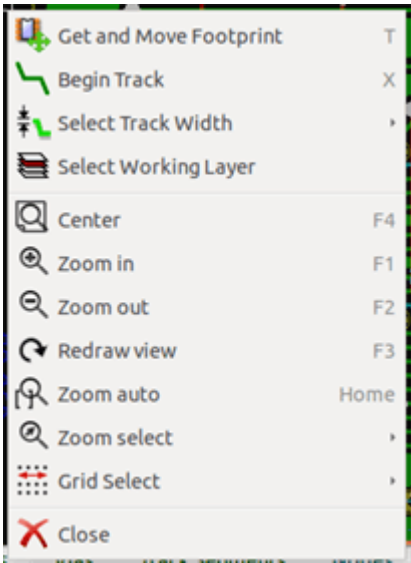 Get and Move Footprint T
Begin Track X
Select Track Width
Select Working Layer
Center F4
Zoom in F1
Zoom out F2
Redraw view F3
Zoom auto Home
Zoom select
Grid Select
Close